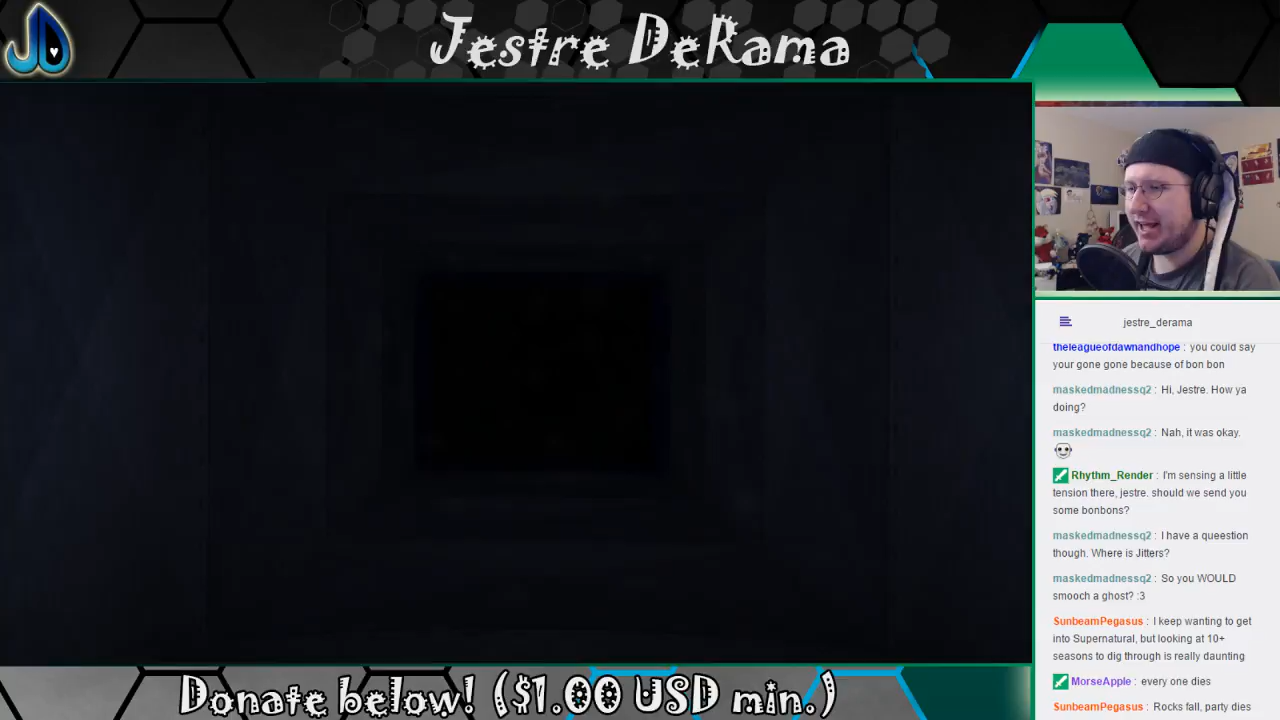 JD
Jestre DeRama
jestre_derama
theleagueofdawnandhope : you could say
your gone gone because of bon bon
maskedmadnessq2 : Hi, Jestre. How ya
doing?
maskedmadnessq2 : Nah, it was okay.
Rhythm_Render : I'm sensing a little
tension there, jestre. should we send you
some bonbons?
maskedmadnessq2 : I have a queestion
though. Where is Jitters?
maskedmadnessq2 : So you WOULD
smooch a ghost? :3
SunbeamPegasus : I keep wanting to get
into Supernatural, but looking at 10+
seasons to dig through is really daunting
MorseApple : every one dies
SunbeamPegasus : Rocks fall, party dies
Donate below! ($1.00 USD min.)